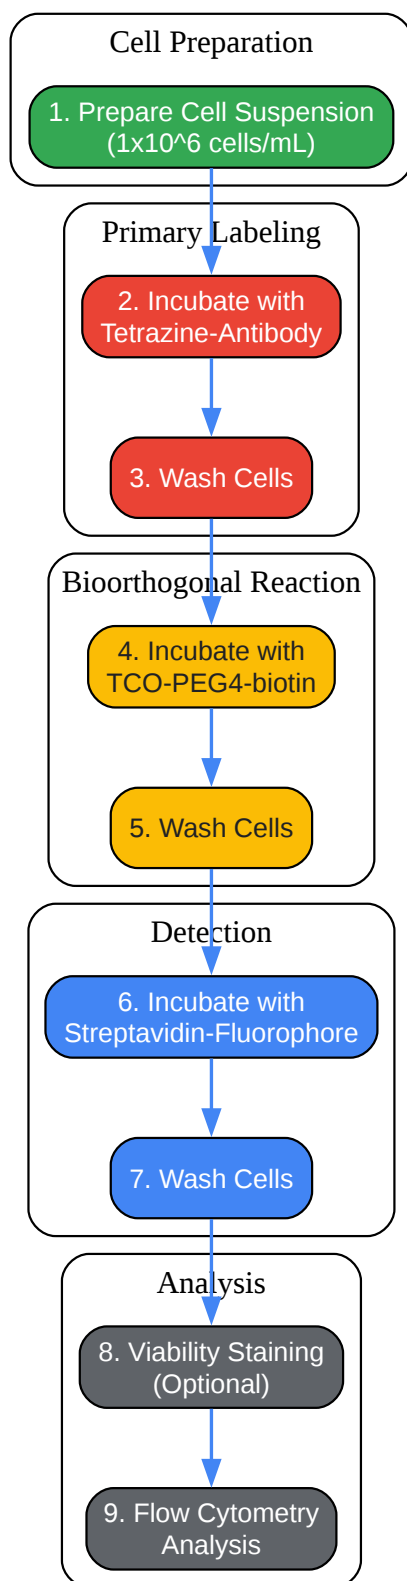 Cell Preparation
1. Prepare Cell Suspension
(1x10^6 cells/mL)
Primary Labeling
2. Incubate with
Tetrazine-Antibody
3. Wash Cells
Bioorthogonal Reaction
4. Incubate with
TCO-PEG4-biotin
5. Wash Cells
Detection
6. Incubate with
Streptavidin-Fluorophore
7. Wash Cells
Analysis
8. Viability Staining
(Optional)
9. Flow Cytometry
Analysis